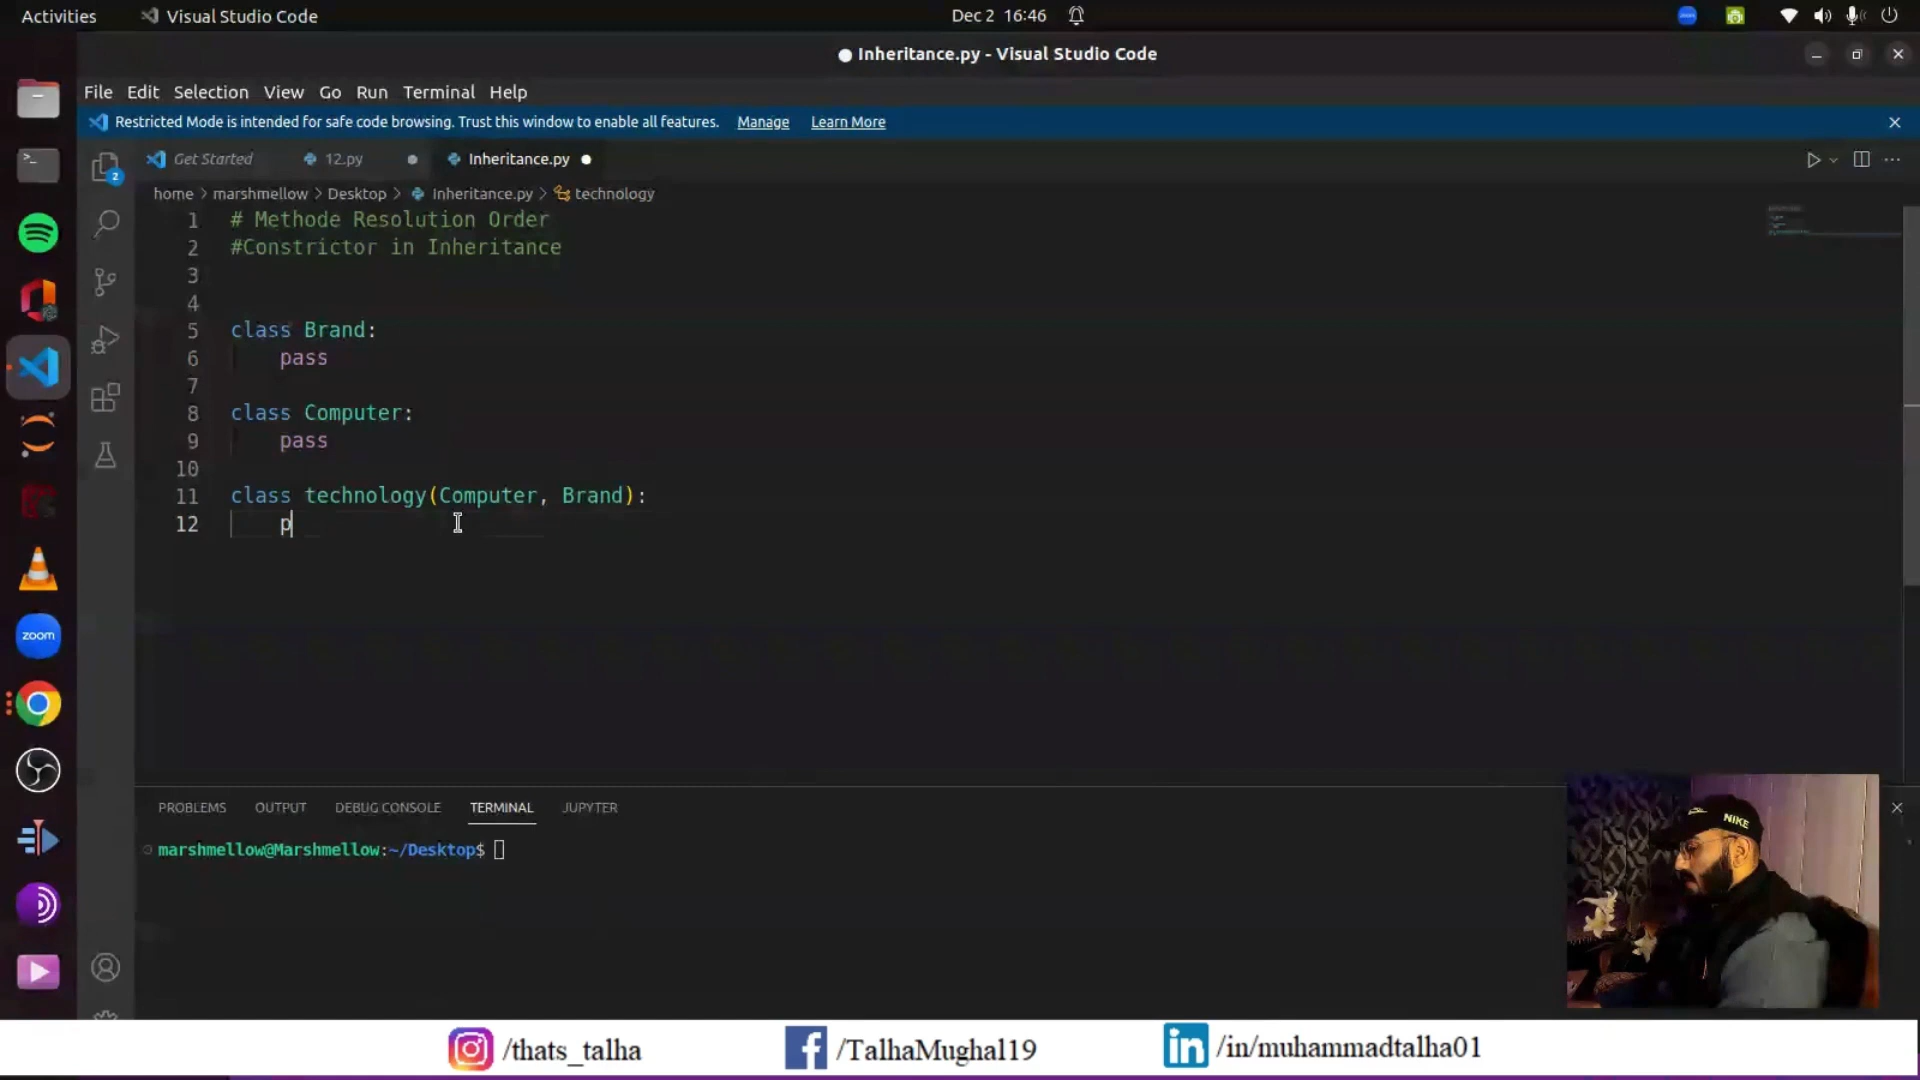 Activities Visual Studio Code Dec 2 16:46
Inheritance.py - Visual Studio Code
File Edit Selection View Go Run Terminal Help
Restricted Mode is intended for safe code browsing. Trust this window to enable all features. Manage Learn More
Get Started 12.py Inheritance.py
home > marshmellow > Desktop > Inheritance.py > technology
1 # Methode Resolution Order
2 #Constrictor in Inheritance
3
4
5 class Brand:
6 pass
7
8 class Computer:
9 pass
10
11 class technology(Computer, Brand):
12 p
2
zoom
PROBLEMS OUTPUT DEBUG CONSOLE TERMINAL JUPYTER
marshmellow@Marshmellow:~/Desktop$
NIKE
/thats_talha /TalhaMughal19 /in/muhammadtalha01